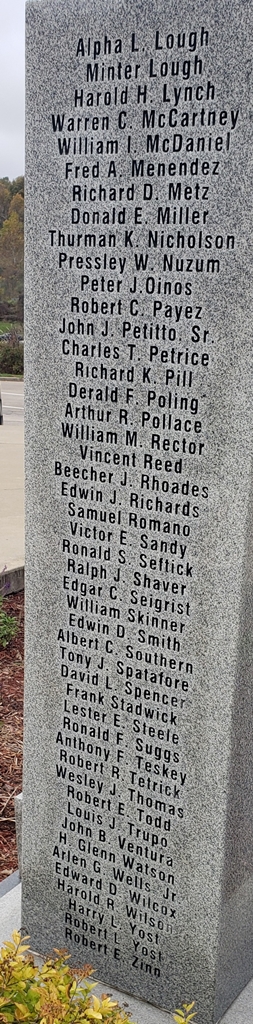 Alpha L. Lough
Minter Lough
Harold H. Lynch
Warren C. McCartney
William I. McDaniel
Fred A. Menendez
Richard D. Metz
Donald E. Miller
Thurman K. Nicholson
Pressley W. Nuzum
Peter J.Oinos
Robert C. Payez
John J. Petitto, Sr.
Charles T. Petrice
Richard K. Pill
Derald F. Poling
Arthur R. Pollace
William M. Rector
Vincent Reed
Beecher J. Rhoades
Edwin J. Richards
Samuel Romano
Victor E. Sandy
Ronald S. Seftick
Ralph J. Shaver
Edgar C. Seigrist
William Skinner
Edwin D. Smith
Albert C. Southern
Tony J. Spatafore
David L. Spencer
Frank Stadwick
Lester E. Steele
Ronald F. Suggs
Anthony F. Teskey
Robert R. Tetrick
Wesley J. Thomas
Robert E. Todd
Louis J. Trupo
John B. Ventura
H. Glenn Watson
Arlen G. Wells, Jr
Edward D. Wilcox
Harold R. Wilson
Harry L. Yost
Robert L. Yost
Robert E. Zinn